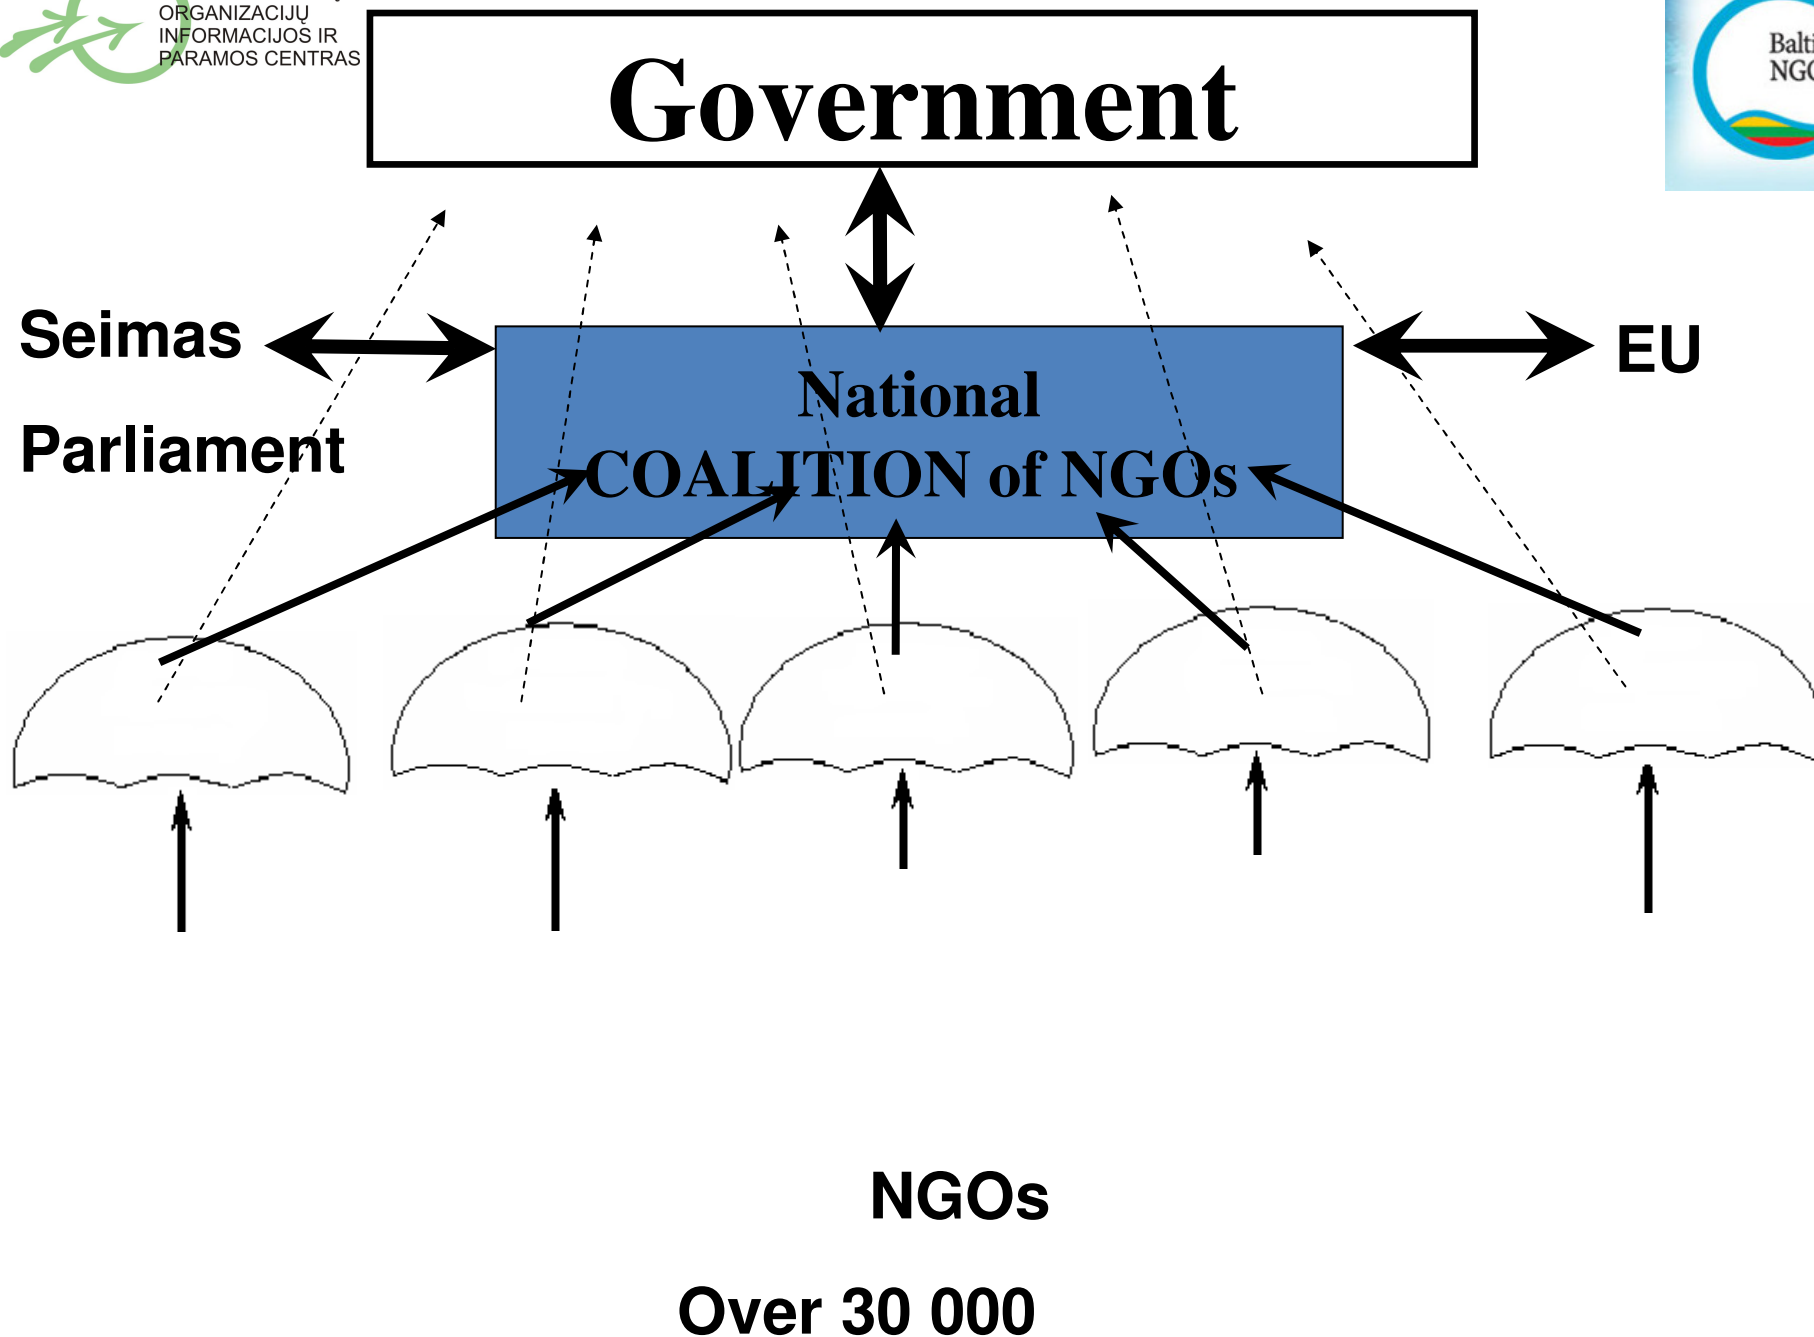 ORGANIZACIJŲ
INFORMACIJOS IR
PARAMOS CENTRAS
Government
Seimas
Parliament
National
COALITION of NGOs
EU
NGOs
Over 30 000